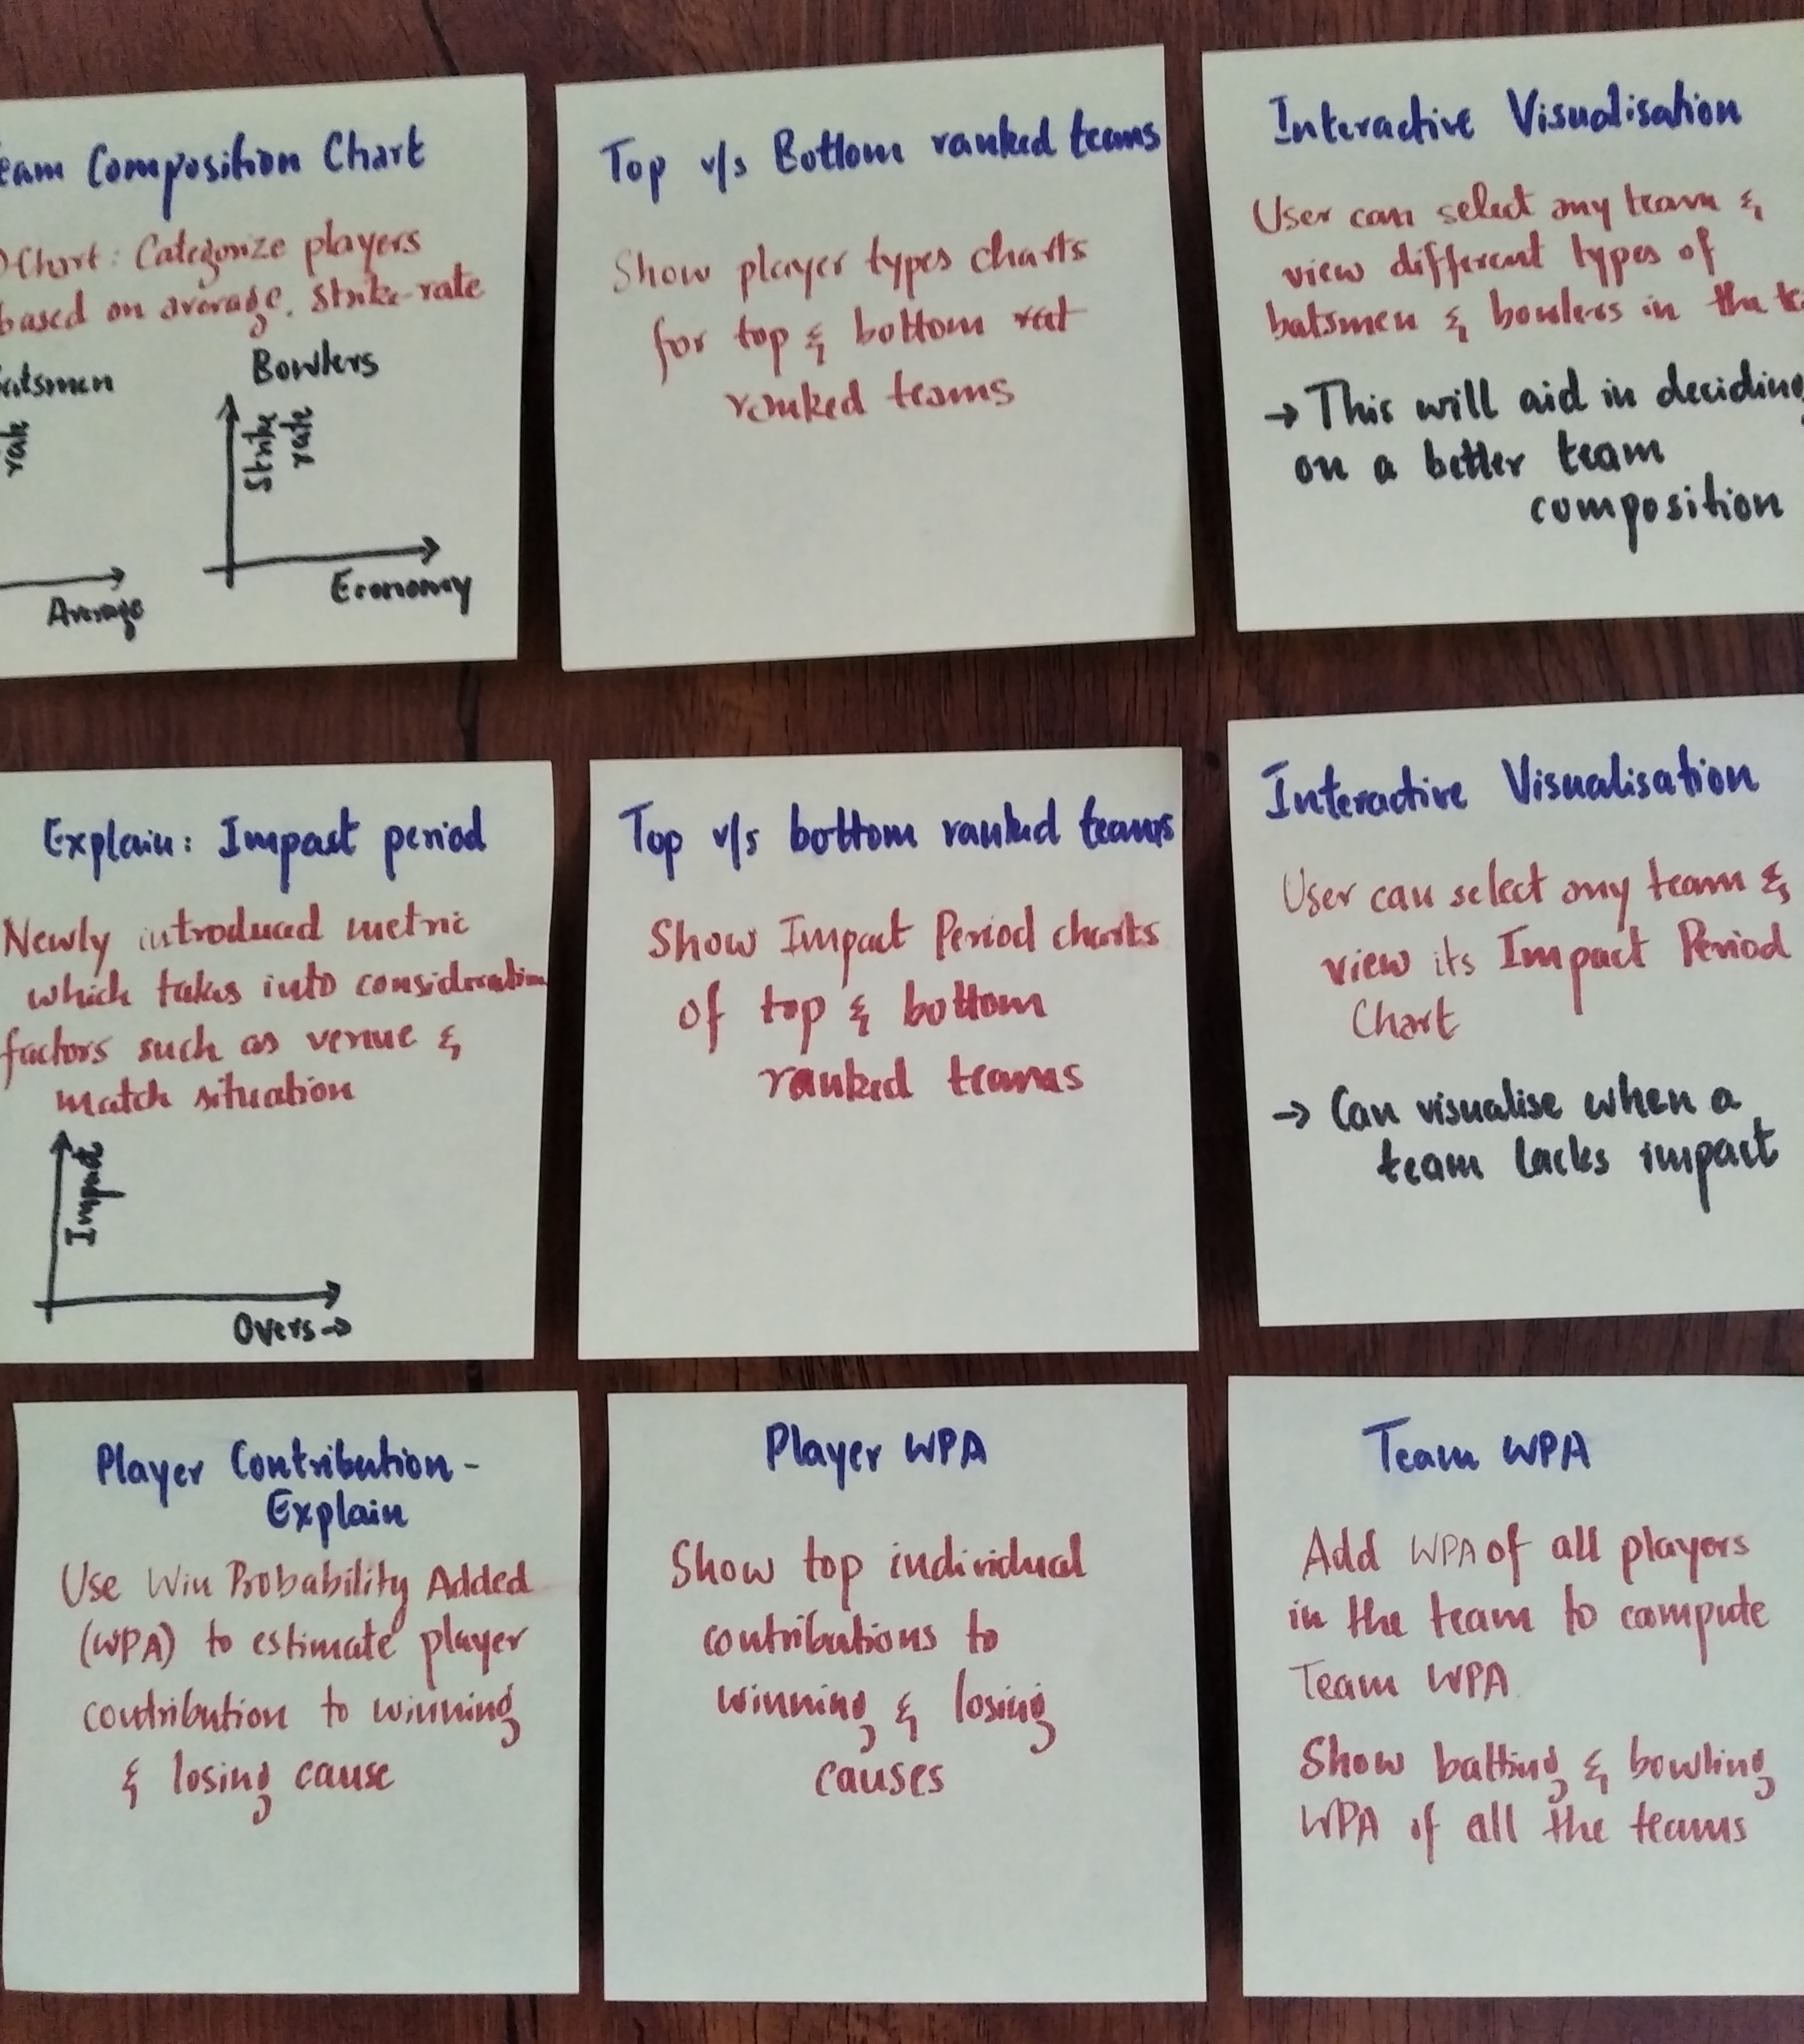 eam Composition Chart
Chart: Categorize players
based on average, strike-rate
atsmen
rate
Average
Bowlers
Strike
rate
Economy
Top v/s Bottom ranked teams
Show player types charts
for top & bottom rat
ranked teams
Interactive Visualisation
User can select any team &
view different types of
batsmen & bowlers in the te
→ This will aid in deciding
on a better team
composition
Explain: Impact period
Newly introduced metric
which takes into consideration
factors such as venue &
match situation
Impact
Overs→
Top v/s bottom ranked teams
Show Impact Period charts
of top & bottom
ranked teams
Interactive Visualisation
User can select any team &
view its Impact Period
Chart
→ Can visualise when a
team lacks impact
Player Contribution -
Explain
Use Win Probability Added
(WPA) to estimate player
contribution to winning
& losing cause
Player WPA
Show top individual
contributions to
winning & losing
causes
Team WPA
Add WPA of all players
in the team to compute
Team WPA
Show batting & bowling
WPA of all the teams